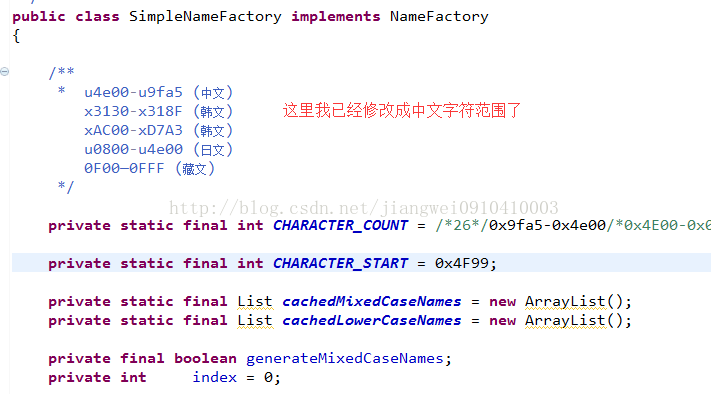 */
public class SimpleNameFactory implements NameFactory
{
/**
* u4e00-u9fa5 (中文)
x3130-x318F (韩文)
xAC00-xD7A3 (韩文)
u0800-u4e00 (日文)
0F00—0FFF (藏文)
*/
这里我已经修改成中文字符范围了
http://blog.csdn.net/jiangwei0910410003
private static final int CHARACTER_COUNT = /*26*/0x9fa5-0x4e00/*0x4E00-0x
private static final int CHARACTER_START = 0x4F99;
private static final List cachedMixedCaseNames = new ArrayList();
private static final List cachedLowerCaseNames = new ArrayList();
private final boolean generateMixedCaseNames;
private int index = 0;